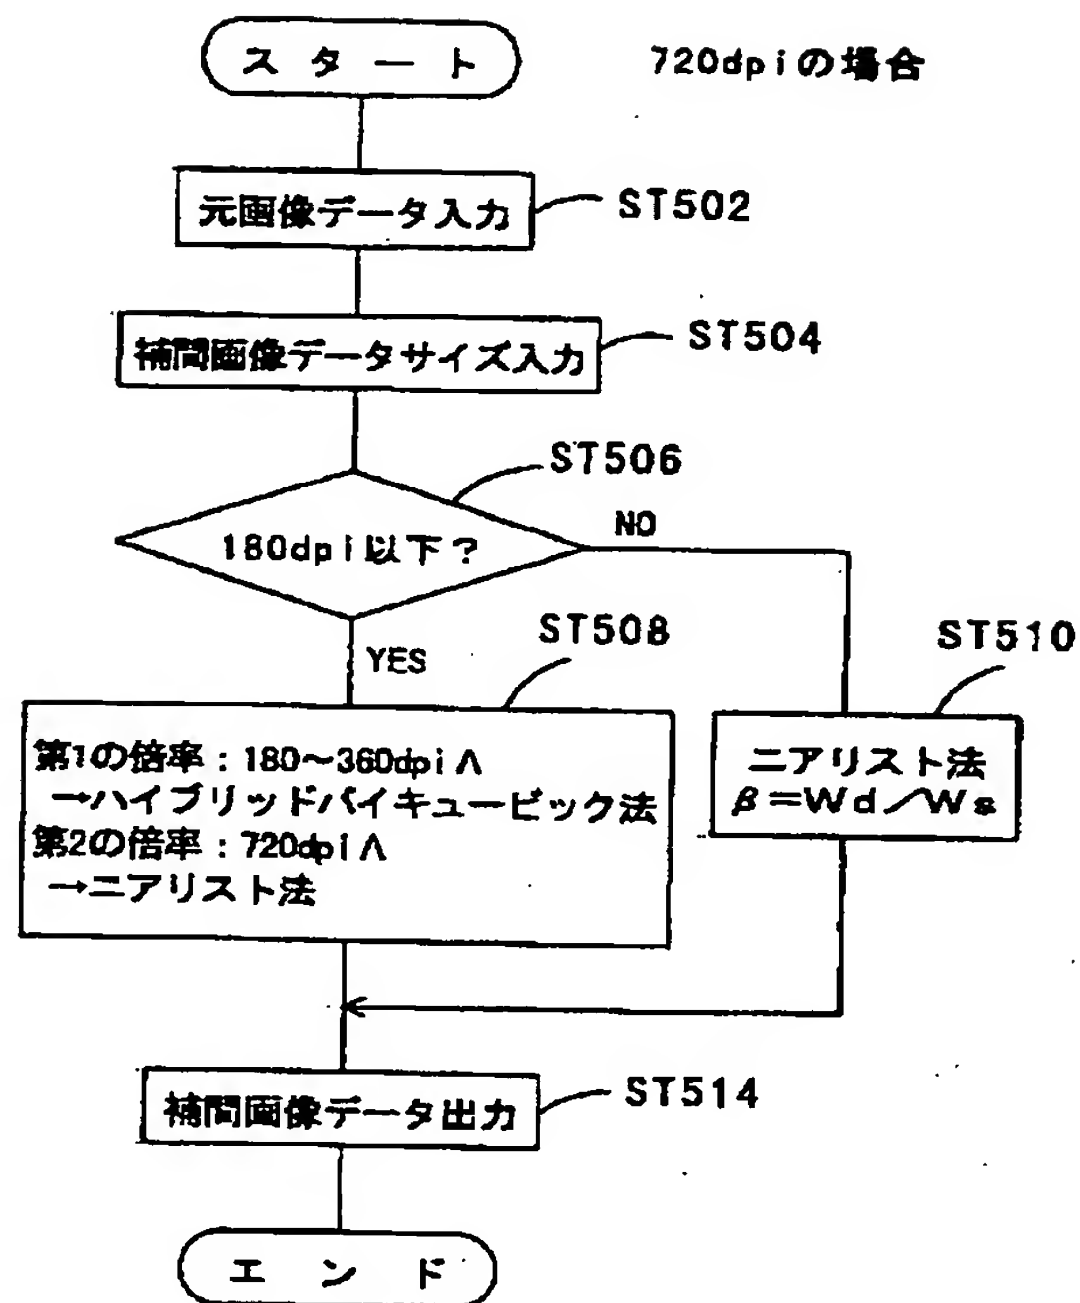 スタート
720dpiの場合
元画像データ入力
ST502
補間画像データサイズ入力
ST504
ST506
180dpi以下?
NO
YES
ST508
ST510
第1の倍率:180~360dpiへ
→ハイブリッドバイキュービック法
第2の倍率:720dpiへ
→ニアリスト法
ニアリスト法
β=Wd/Ws
補間画像データ出力
ST514
エンド